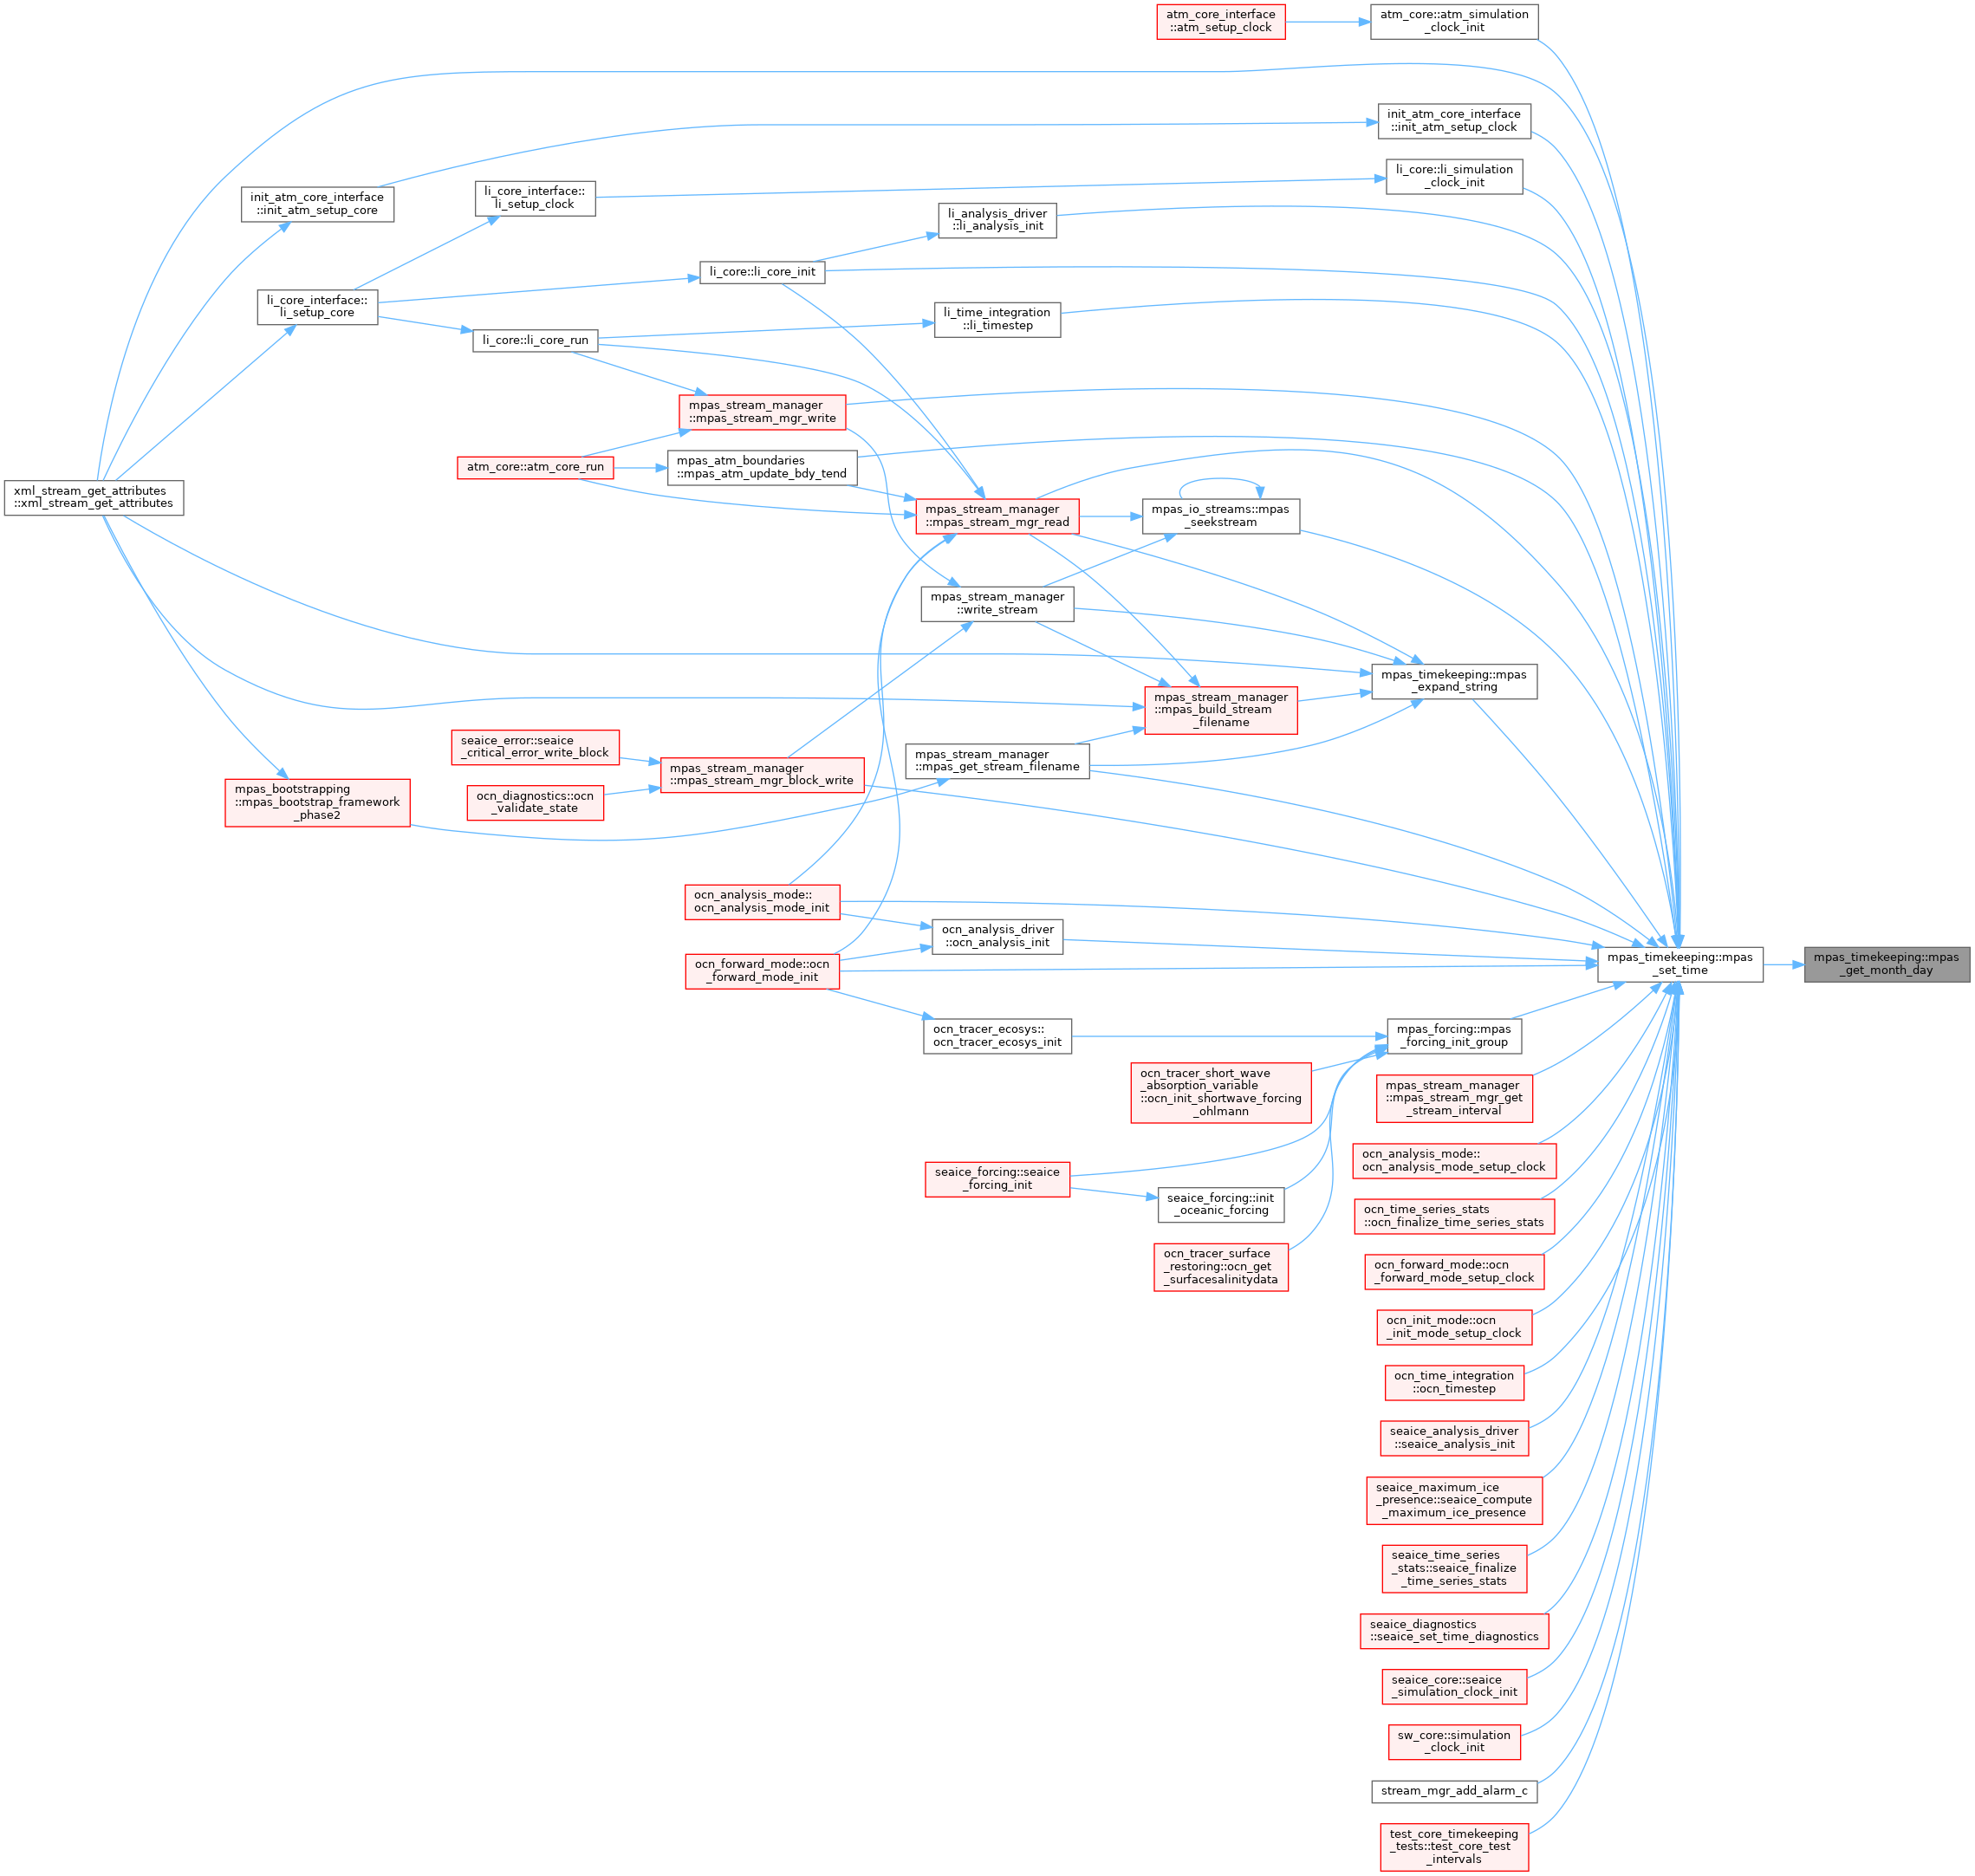 atm_core_interface
::atm_setup_clock
atm_core::atm_simulation
_clock_init
init_atm_core_interface
::init_atm_setup_clock
li_core::li_simulation
_clock_init
init_atm_core_interface
::init_atm_setup_core
li_core_interface::
li_setup_clock
li_analysis_driver
::li_analysis_init
li_core::li_core_init
li_core_interface::
li_setup_core
li_time_integration
::li_timestep
li_core::li_core_run
mpas_stream_manager
::mpas_stream_mgr_write
atm_core::atm_core_run
mpas_atm_boundaries
::mpas_atm_update_bdy_tend
xml_stream_get_attributes
::xml_stream_get_attributes
mpas_stream_manager
::mpas_stream_mgr_read
mpas_io_streams::mpas
_seekstream
mpas_stream_manager
::write_stream
mpas_timekeeping::mpas
_expand_string
mpas_stream_manager
::mpas_build_stream
_filename
seaice_error::seaice
_critical_error_write_block
mpas_stream_manager
::mpas_get_stream_filename
mpas_stream_manager
::mpas_stream_mgr_block_write
mpas_bootstrapping
::mpas_bootstrap_framework
_phase2
ocn_diagnostics::ocn
_validate_state
ocn_analysis_mode::
ocn_analysis_mode_init
ocn_analysis_driver
::ocn_analysis_init
ocn_forward_mode::ocn
_forward_mode_init
mpas_timekeeping::mpas
_set_time
mpas_timekeeping::mpas
_get_month_day
ocn_tracer_ecosys::
ocn_tracer_ecosys_init
mpas_forcing::mpas
_forcing_init_group
ocn_tracer_short_wave
_absorption_variable
::ocn_init_shortwave_forcing
_ohlmann
mpas_stream_manager
::mpas_stream_mgr_get
_stream_interval
ocn_analysis_mode::
ocn_analysis_mode_setup_clock
seaice_forcing::seaice
_forcing_init
seaice_forcing::init
_oceanic_forcing
ocn_time_series_stats
::ocn_finalize_time_series_stats
ocn_tracer_surface
_restoring::ocn_get
_surfacesalinitydata
ocn_forward_mode::ocn
_forward_mode_setup_clock
ocn_init_mode::ocn
_init_mode_setup_clock
ocn_time_integration
::ocn_timestep
seaice_analysis_driver
::seaice_analysis_init
seaice_maximum_ice
_presence::seaice_compute
_maximum_ice_presence
seaice_time_series
_stats::seaice_finalize
_time_series_stats
seaice_diagnostics
::seaice_set_time_diagnostics
seaice_core::seaice
_simulation_clock_init
sw_core::simulation
_clock_init
stream_mgr_add_alarm_c
test_core_timekeeping
_tests::test_core_test
_intervals